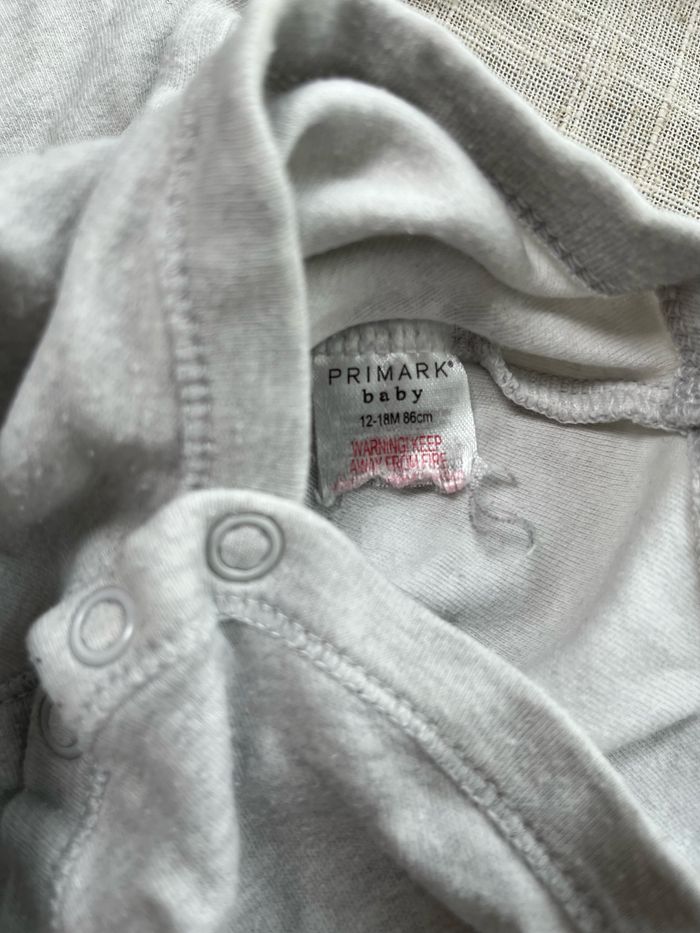 PRIMARK®
baby
12-18M 86cm
WARNING! KEEP
AWAY FROM FIRE